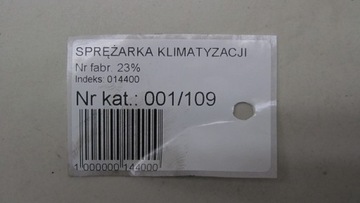 SPRĘŻARKA KLIMATYZACJI
Nr fabr. 23%
Indeks: 014400
Nr kat.: 001/109
1 000000 144000